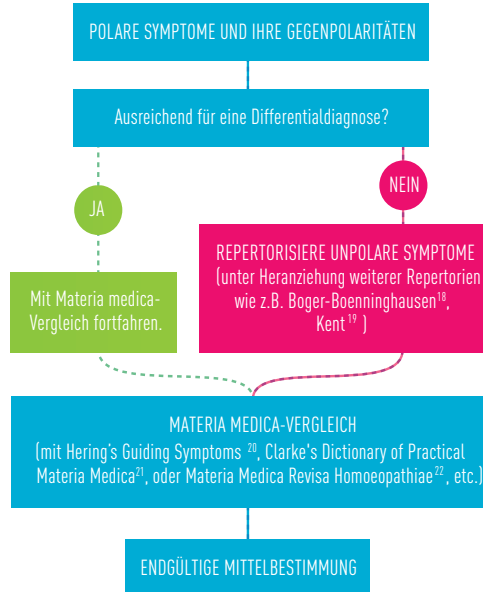 POLARE SYMPTOME UND IHRE GEGENPOLARITÄTEN
Ausreichend für eine Differentialdiagnose?
JA
NEIN
Mit Materia medica-
Vergleich fortfahren.
REPERTORISIERE UNPOLARE SYMPTOME
(unter Heranziehung weiterer Repertorien
wie z.B. Boger-Boenninghausen¹⁸,
Kent¹⁹ )
MATERIA MEDICA-VERGLEICH
(mit Hering's Guiding Symptoms ²⁰, Clarke's Dictionary of Practical
Materia Medica²¹, oder Materia Medica Revisa Homoeopathiae²², etc.)
ENDGÜLTIGE MITTELBESTIMMUNG